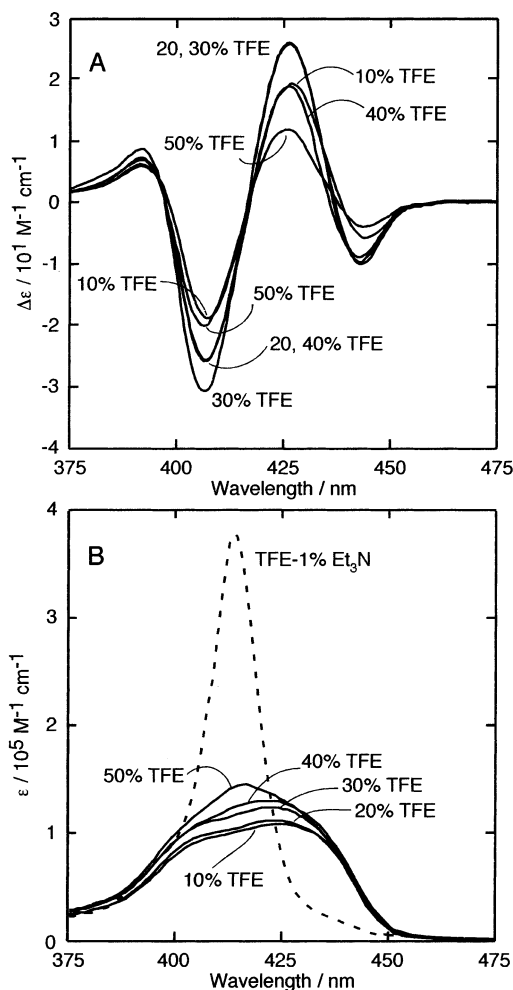 3
A
20, 30% TFE
10% TFE
2
40% TFE
50% TFE
1
0
Δε / 10¹ M⁻¹ cm⁻¹
-1
10% TFE
50% TFE
-2
20, 40% TFE
-3
30% TFE
-4
375 400 425 450 475
Wavelength / nm
4
B
TFE-1% Et₃N
3
ε / 10⁵ M⁻¹ cm⁻¹
2
50% TFE
40% TFE
30% TFE
20% TFE
1
10% TFE
0
375 400 425 450 475
Wavelength / nm